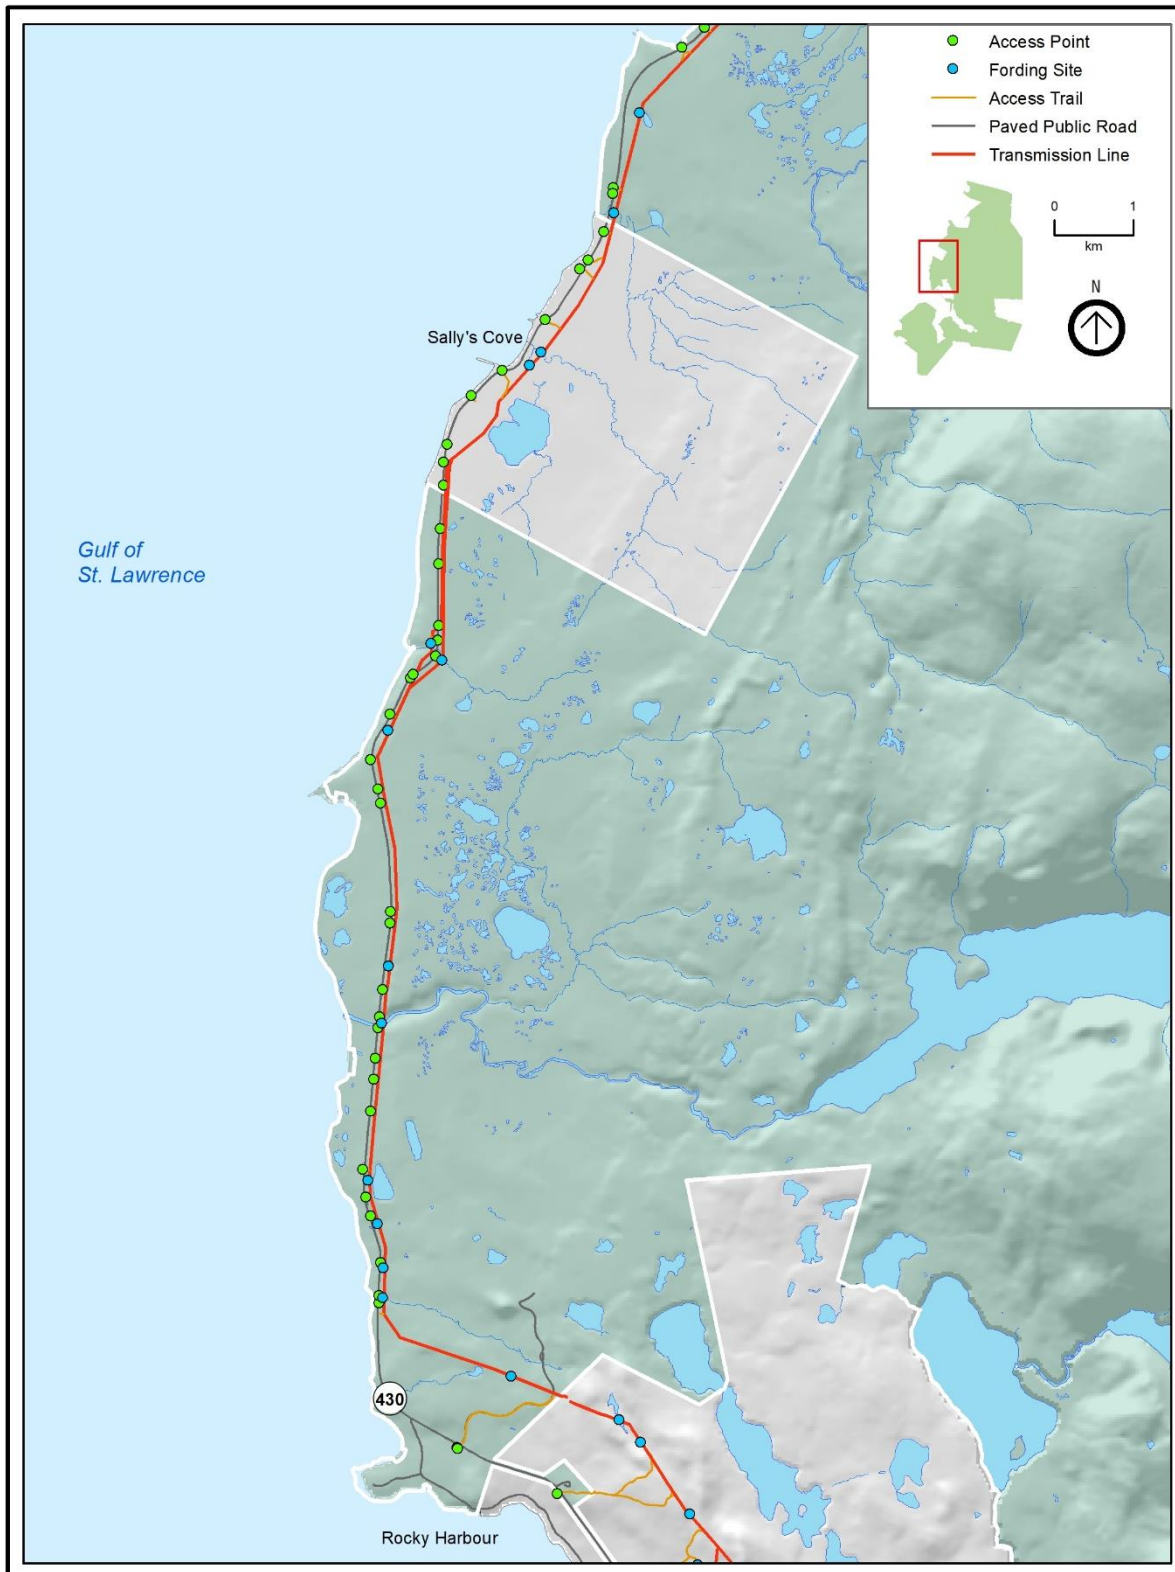 Access Point
Fording Site
Access Trail
Paved Public Road
Transmission Line
0 1
km
N
Sally's Cove
Gulf of
St. Lawrence
430
Rocky Harbour